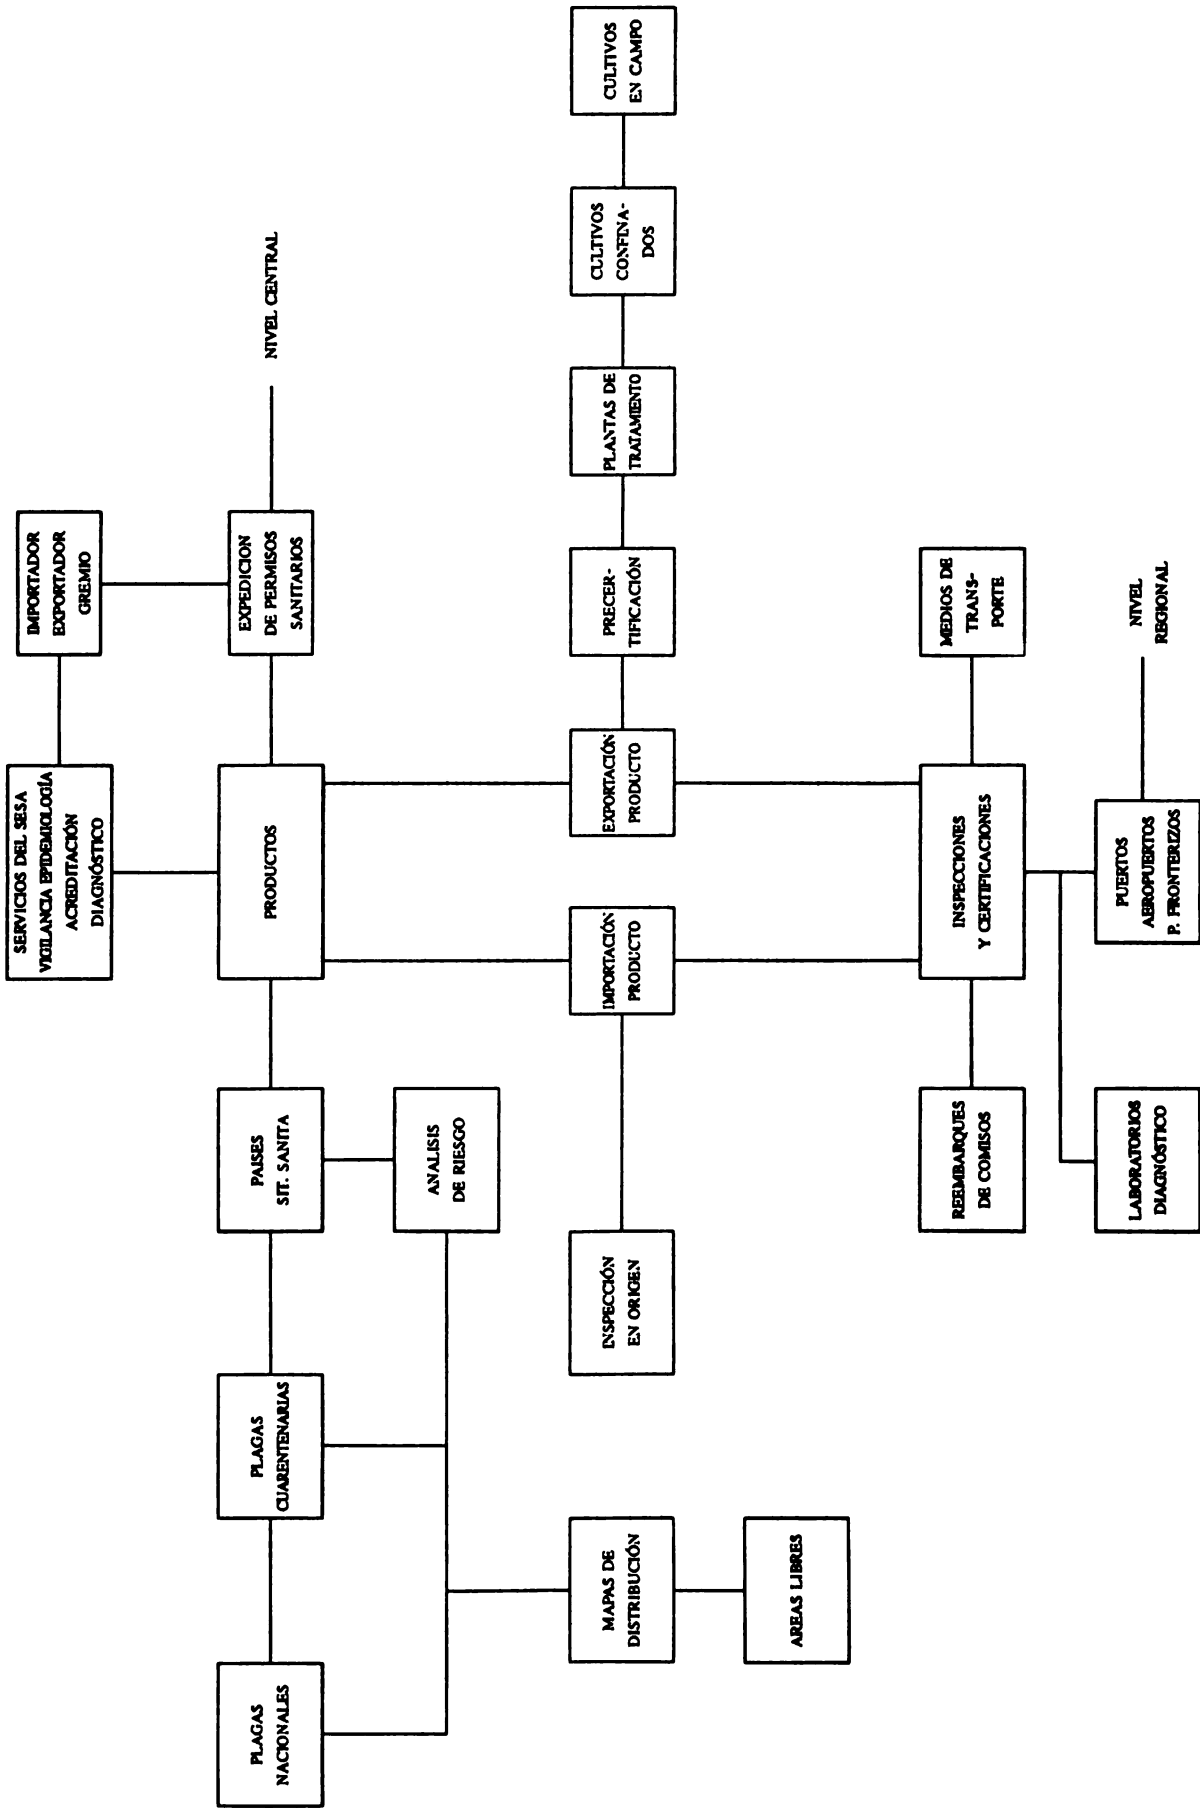 SERVICIOS DEL SESA
VIGILANCIA EPIDEMIOLOGÍA
ACREDITACIÓN
DIAGNÓSTICO
IMPORTADOR
EXPORTADOR
GREMIO
PLAGAS
NACIONALES
PLAGAS
CUARENTENARIAS
PAISES
SIT. SANITA
PRODUCTOS
EXPEDICION
DE PERMISOS
SANITARIOS
NIVEL CENTRAL
ANALISIS
DE RIESGO
MAPAS DE
DISTRIBUCIÓN
INSPECCIÓN
EN ORIGEN
IMPORTACIÓN
PRODUCTO
EXPORTACIÓN
PRODUCTO
PRECER-
TIFICACIÓN
PLANTAS DE
TRATAMIENTO
CULTIVOS
CONFINA-
DOS
CULTIVOS
EN CAMPO
AREAS LIBRES
REEMBARQUES
DE COMISOS
INSPECCIONES
Y CERTIFICACIONES
MEDIOS DE
TRANS-
PORTE
LABORATORIOS
DIAGNÓSTICO
PUERTOS
AEROPUERTOS
P. FRONTERIZOS
NIVEL
REGIONAL